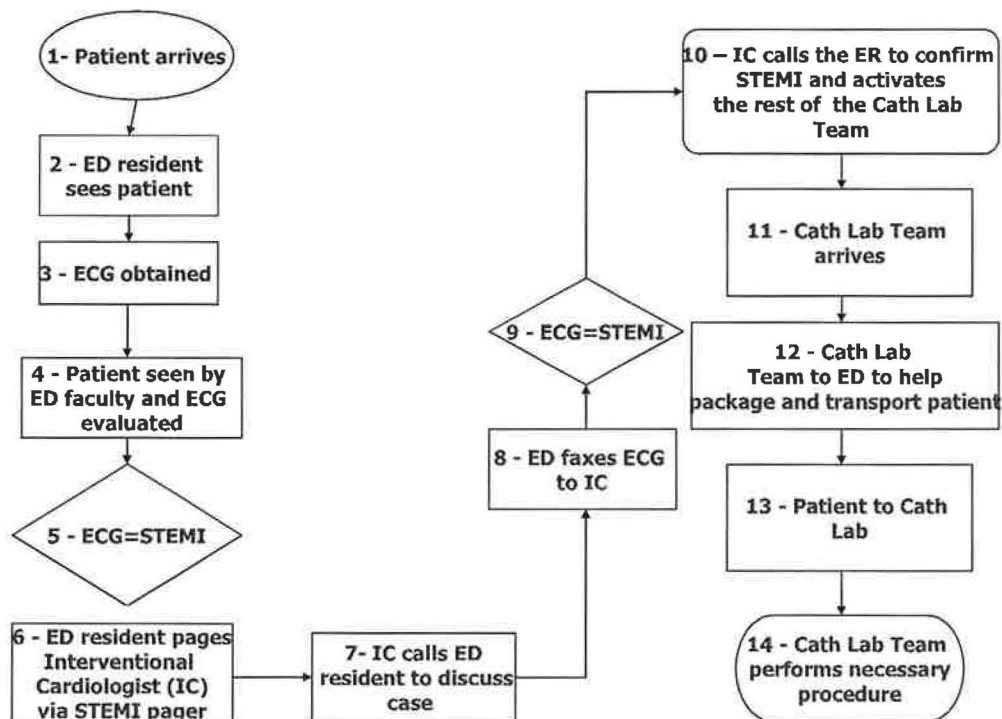 1- Patient arrives
2 - ED resident
sees patient
3 - ECG obtained
4 - Patient seen by
ED faculty and ECG
evaluated
5 - ECG=STEMI
6 - ED resident pages
Interventional
Cardiologist (IC)
via STEMI pager
7- IC calls ED
resident to discuss
case
8 - ED faxes ECG
to IC
9 - ECG=STEMI
10 – IC calls the ER to confirm
STEMI and activates
the rest of the Cath Lab
Team
11 - Cath Lab Team
arrives
12 - Cath Lab
Team to ED to help
package and transport patient
13 - Patient to Cath
Lab
14 - Cath Lab Team
performs necessary
procedure